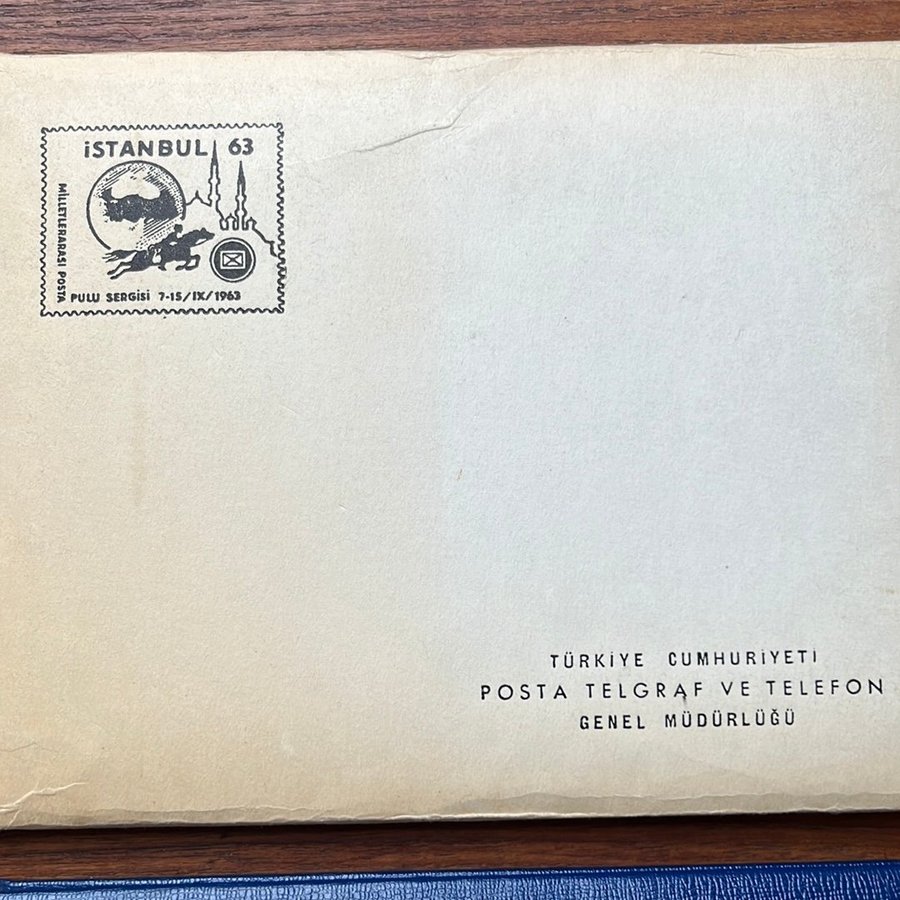 İSTANBUL 63
MİLLETLERARASI POSTA
PULU SERGİSİ 7-15/IX/1963
TÜRKİYE CUMHURİYETİ
POSTA TELGRAF VE TELEFON
GENEL MÜDÜRLÜĞÜ